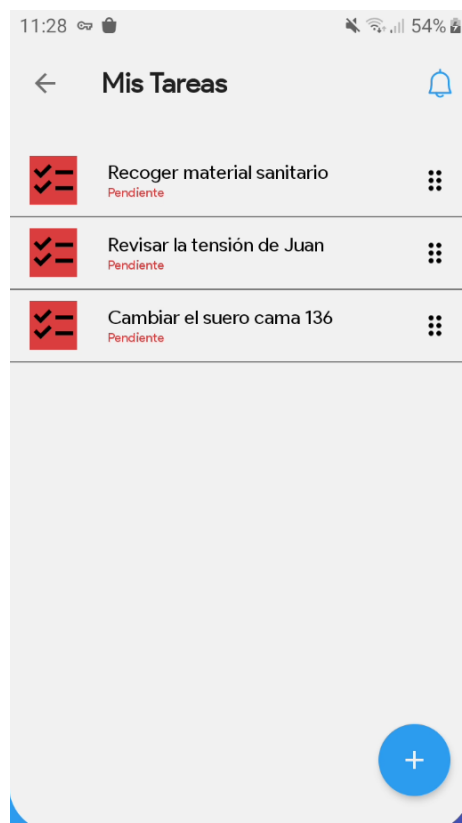 11:28
54%
Mis Tareas
Recoger material sanitario
Pendiente
Revisar la tensión de Juan
Pendiente
Cambiar el suero cama 136
Pendiente